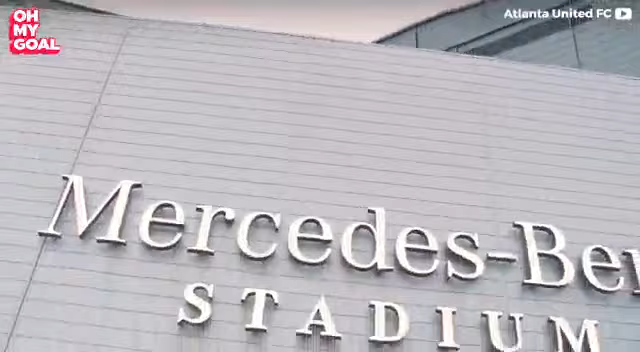 OH
MY
GOAL
Atlanta United FC
Mercedes-Be
STADIUM